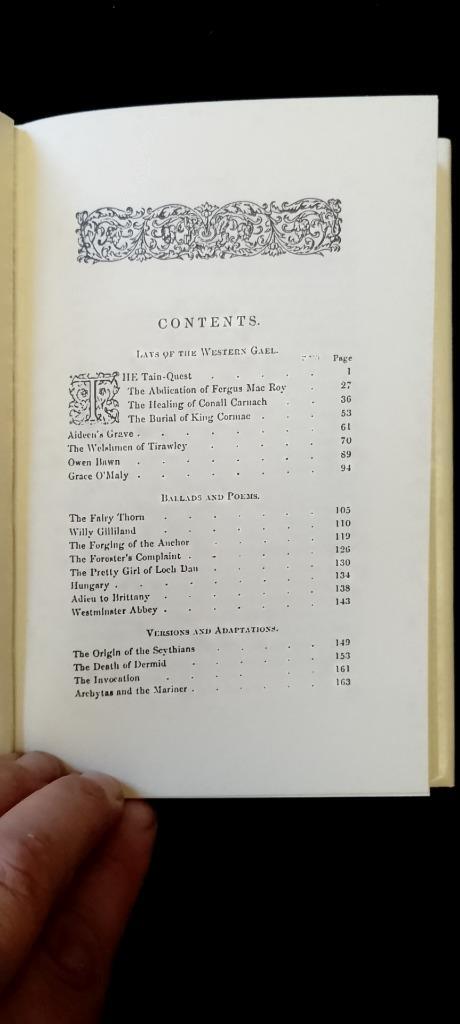 CONTENTS.
LAYS OF THE WESTERN GAEL.
Page
THE Tain-Quest . . . . . 1
The Abdication of Fergus Mac Roy . 27
The Healing of Conall Carnach . . 36
The Burial of King Cormac . . . 53
Aideen's Grave . . . . . . . 61
The Welshmen of Tirawley . . . . 70
Owen Bawn . . . . . . . 89
Grace O'Maly . . . . . . . 94
BALLADS AND POEMS.
The Fairy Thorn . . . . . . 105
Willy Gilliland . . . . . . 110
The Forging of the Anchor . . . . 119
The Forester's Complaint . . . . . 126
The Pretty Girl of Loch Dan . . . . 130
Hungary . . . . . . . . 134
Adieu to Brittany . . . . . . 138
Westminster Abbey . . . . . . 143
VERSIONS AND ADAPTATIONS.
The Origin of the Scythians . . . . 149
The Death of Dermid . . . . . 153
The Invocation . . . . . . 161
Archytas and the Mariner . . . . . 163